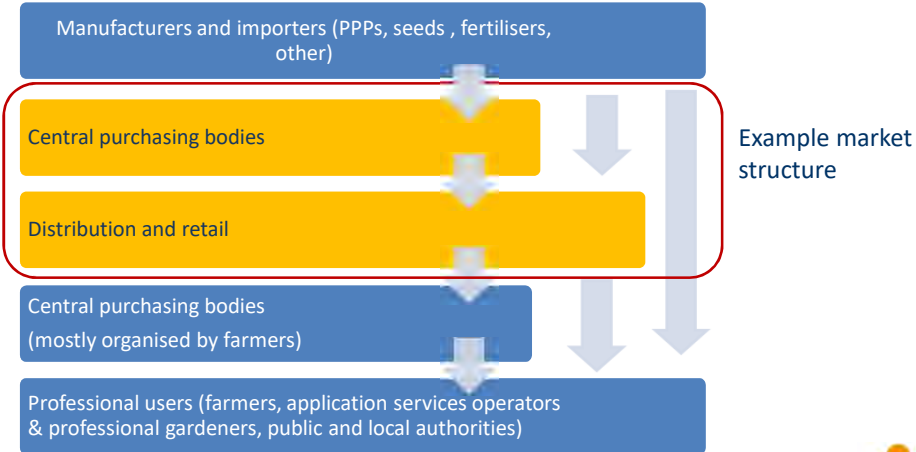 Manufacturers and importers (PPPs, seeds , fertilisers,
other)
Central purchasing bodies
Example market
structure
Distribution and retail
Central purchasing bodies
(mostly organised by farmers)
Professional users (farmers, application services operators
& professional gardeners, public and local authorities)